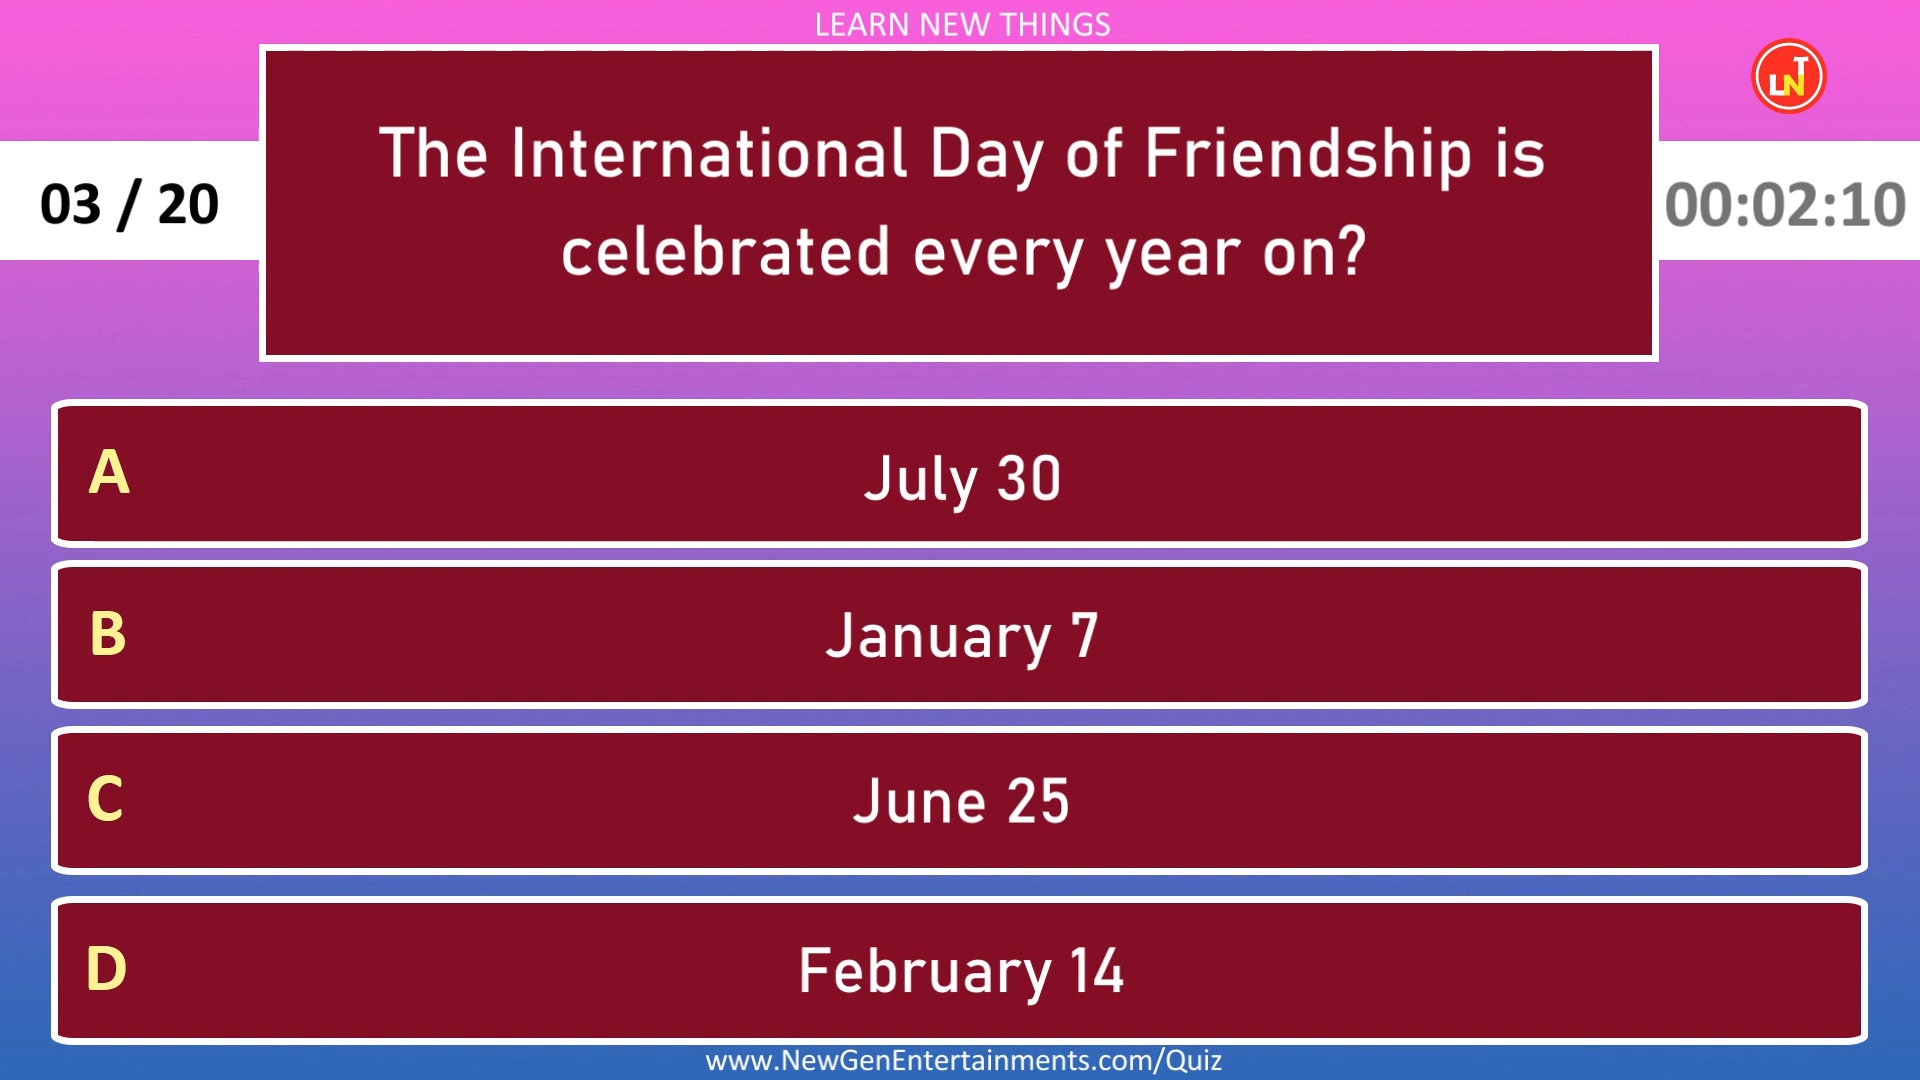 LEARN NEW THINGS
LNT
The International Day of Friendship is
celebrated every year on?
03 / 20
00:02:10
A July 30
B January 7
C June 25
D February 14
www.NewGenEntertainments.com/Quiz